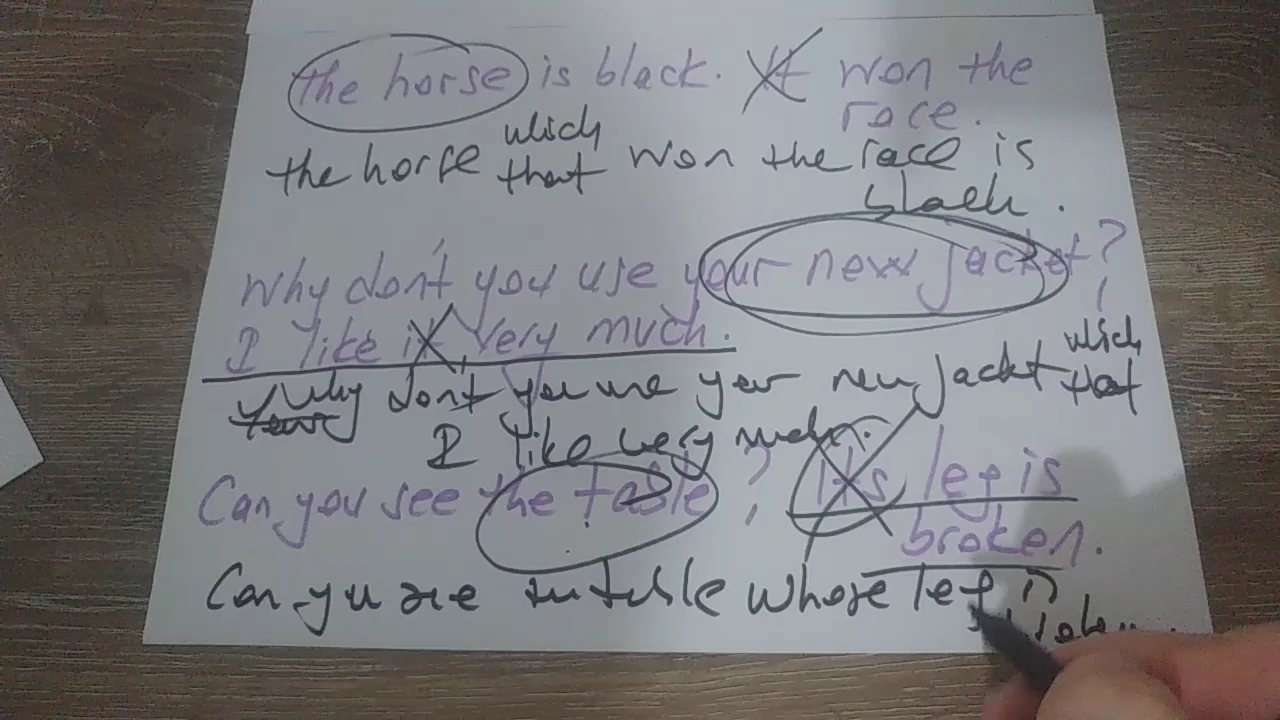 the horse is black. It won the
race.
the horse which
that won the race is
black.
Why don't you use your new jacket?
I like it very much.
Why don't you use your new jacket which
that
I like very much.
Can you see the table? Its leg is
broken.
Can you see the table whose leg is